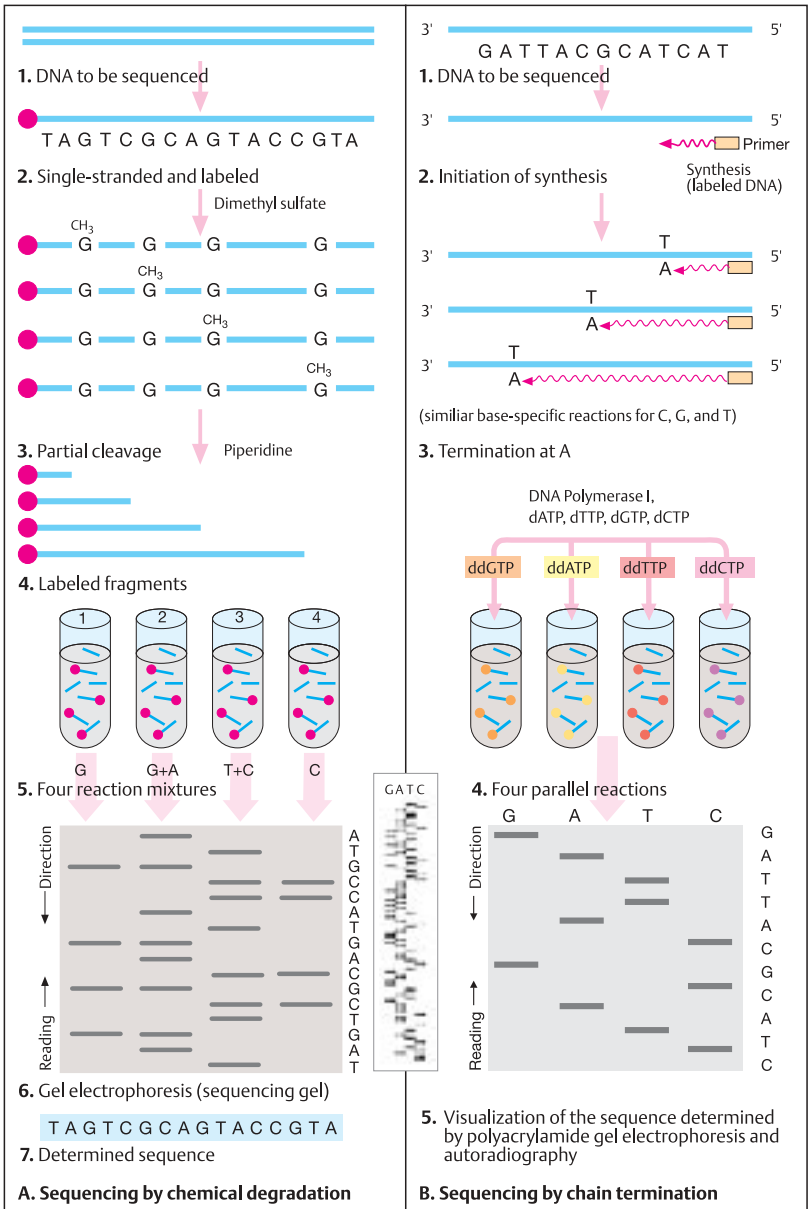 1. DNA to be sequenced
T A G T C G C A G T A C C G T A
2. Single-stranded and labeled
Dimethyl sulfate
CH3
G G G G
CH3
G G G G
CH3
G G G G
CH3
G G G G
3. Partial cleavage
Piperidine
4. Labeled fragments
1 2 3 4
G G+A T+C C
5. Four reaction mixtures
Direction
Reading
A
T
G
C
C
A
T
G
A
C
G
C
T
G
A
T
6. Gel electrophoresis (sequencing gel)
T A G T C G C A G T A C C G T A
7. Determined sequence
A. Sequencing by chemical degradation
G A T C
3' 5'
G A T T A C G C A T C A T
1. DNA to be sequenced
3' 5'
Primer
2. Initiation of synthesis
Synthesis
(labeled DNA)
T
3' 5'
A
T
3' 5'
A
T
3' 5'
A
(similiar base-specific reactions for C, G, and T)
3. Termination at A
DNA Polymerase I,
dATP, dTTP, dGTP, dCTP
ddGTP ddATP ddTTP ddCTP
4. Four parallel reactions
G A T C
Direction
Reading
G
A
T
T
A
C
G
C
A
T
C
5. Visualization of the sequence determined
by polyacrylamide gel electrophoresis and
autoradiography
B. Sequencing by chain termination